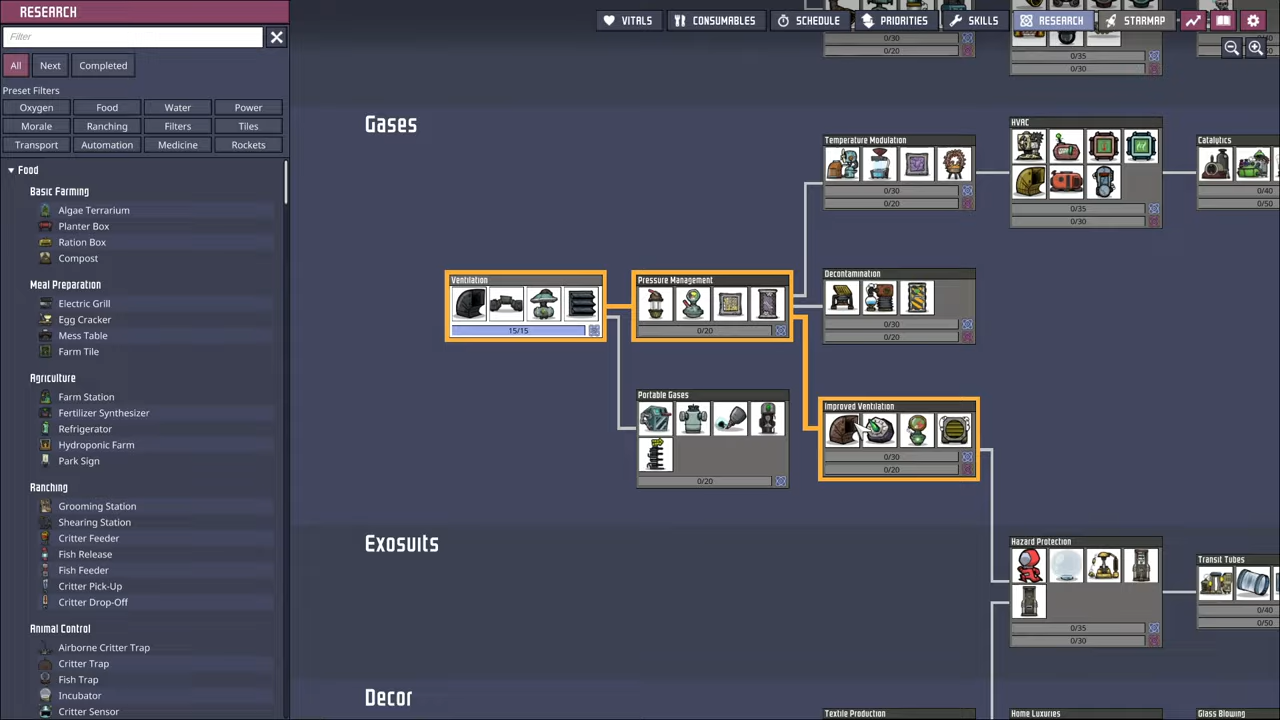 RESEARCH
Filter
All
Next
Completed
Preset Filters
Oxygen
Food
Water
Power
Morale
Ranching
Filters
Tiles
Transport
Automation
Medicine
Rockets
Food
Basic Farming
Algae Terrarium
Planter Box
Ration Box
Compost
Meal Preparation
Electric Grill
Egg Cracker
Mess Table
Farm Tile
Agriculture
Farm Station
Fertilizer Synthesizer
Refrigerator
Hydroponic Farm
Park Sign
Ranching
Grooming Station
Shearing Station
Critter Feeder
Fish Release
Fish Feeder
Critter Pick-Up
Critter Drop-Off
Animal Control
Airborne Critter Trap
Critter Trap
Fish Trap
Incubator
Critter Sensor
VITALS
CONSUMABLES
SCHEDULE
PRIORITIES
SKILLS
RESEARCH
STARMAP
0/30
0/20
0/35
0/30
Gases
Temperature Modulation
0/30
0/20
HVAC
0/35
0/30
Catalytics
0/40
0/50
Ventilation
15/15
Pressure Management
0/20
Decontamination
0/30
0/20
Portable Gases
0/20
Improved Ventilation
0/30
0/20
Exosuits
Hazard Protection
0/35
0/30
Transit Tubes
0/40
0/50
Decor
Textile Production
Home Luxuries
Glass Blowing